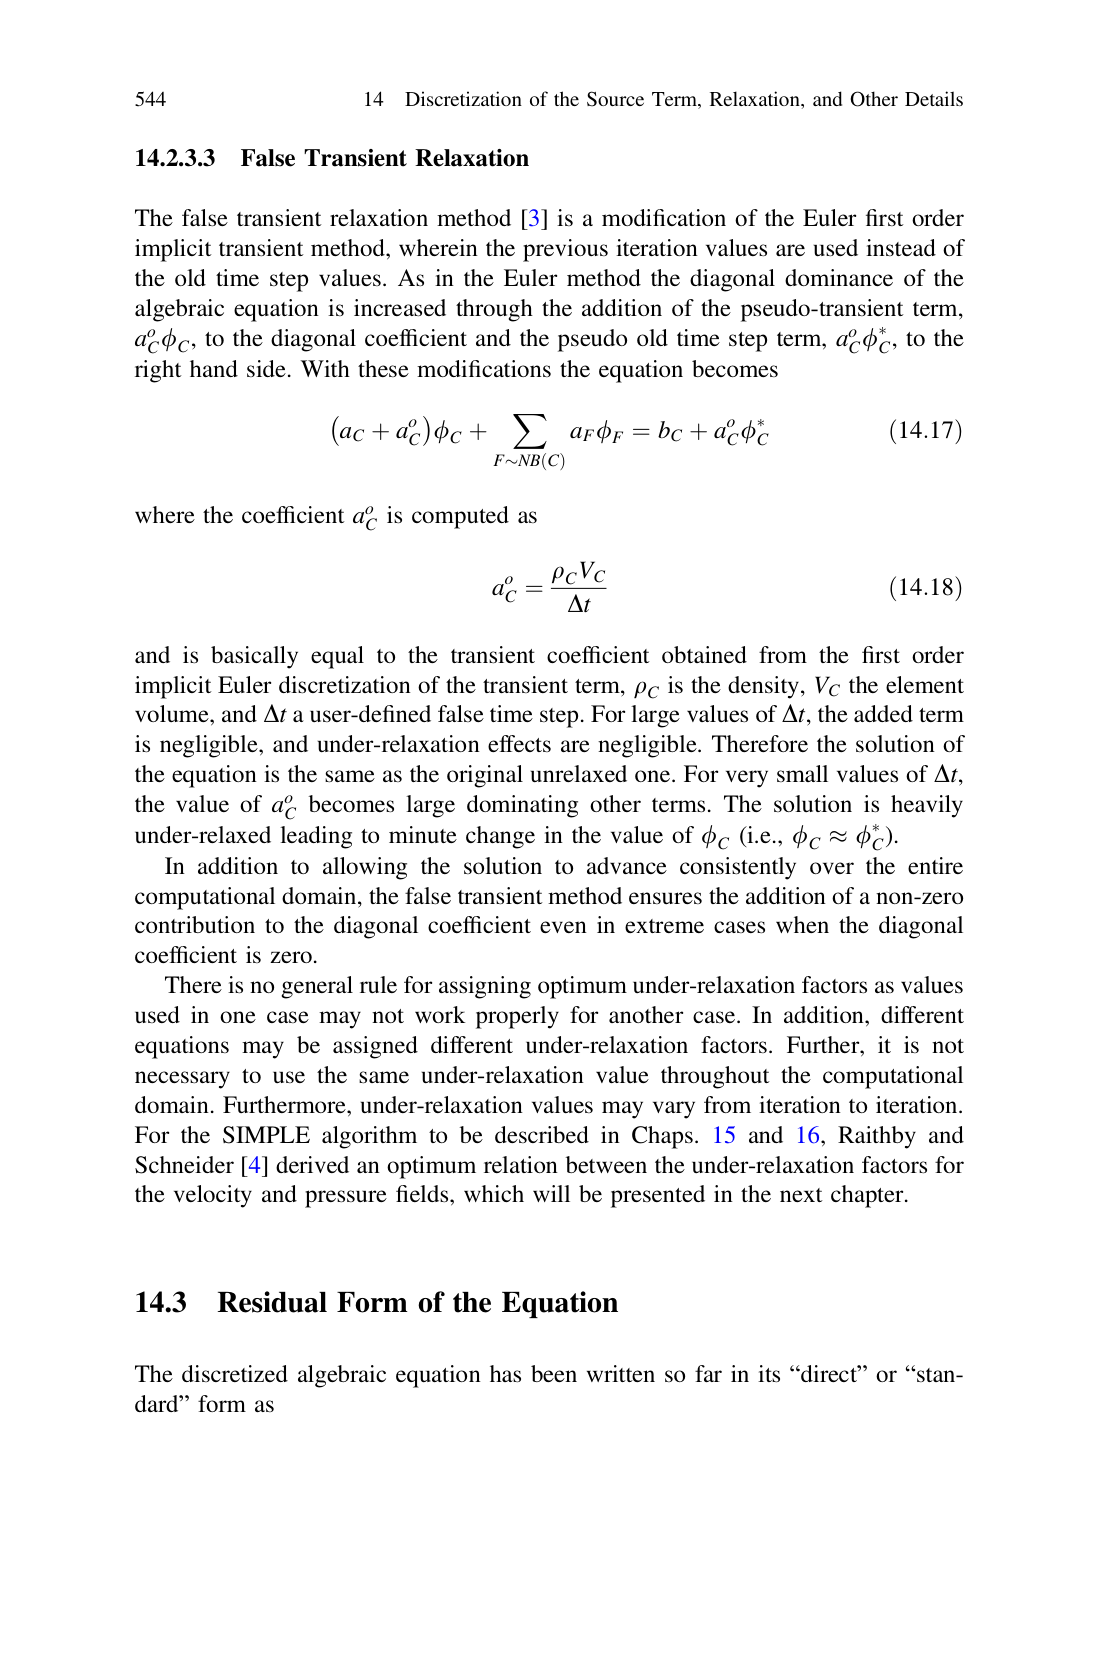 544 14 Discretization of the Source Term, Relaxation, and Other Details
14.2.3.3 False Transient Relaxation
The false transient relaxation method [3] is a modification of the Euler first order
implicit transient method, wherein the previous iteration values are used instead of
the old time step values. As in the Euler method the diagonal dominance of the
algebraic equation is increased through the addition of the pseudo-transient term,
$a_C^o \phi_C$, to the diagonal coefficient and the pseudo old time step term, $a_C^o \phi_C^*$, to the
right hand side. With these modifications the equation becomes
$(a_C + a_C^o)\phi_C + \sum_{F \sim NB(C)} a_F \phi_F = b_C + a_C^o \phi_C^*$ (14.17)
where the coefficient $a_C^o$ is computed as
$a_C^o = \frac{\rho_C V_C}{\Delta t}$ (14.18)
and is basically equal to the transient coefficient obtained from the first order
implicit Euler discretization of the transient term, $\rho_C$ is the density, $V_C$ the element
volume, and $\Delta t$ a user-defined false time step. For large values of $\Delta t$, the added term
is negligible, and under-relaxation effects are negligible. Therefore the solution of
the equation is the same as the original unrelaxed one. For very small values of $\Delta t$,
the value of $a_C^o$ becomes large dominating other terms. The solution is heavily
under-relaxed leading to minute change in the value of $\phi_C$ (i.e., $\phi_C \approx \phi_C^*$).
In addition to allowing the solution to advance consistently over the entire
computational domain, the false transient method ensures the addition of a non-zero
contribution to the diagonal coefficient even in extreme cases when the diagonal
coefficient is zero.
There is no general rule for assigning optimum under-relaxation factors as values
used in one case may not work properly for another case. In addition, different
equations may be assigned different under-relaxation factors. Further, it is not
necessary to use the same under-relaxation value throughout the computational
domain. Furthermore, under-relaxation values may vary from iteration to iteration.
For the SIMPLE algorithm to be described in Chaps. 15 and 16, Raithby and
Schneider [4] derived an optimum relation between the under-relaxation factors for
the velocity and pressure fields, which will be presented in the next chapter.
14.3 Residual Form of the Equation
The discretized algebraic equation has been written so far in its “direct” or “stan-
dard” form as